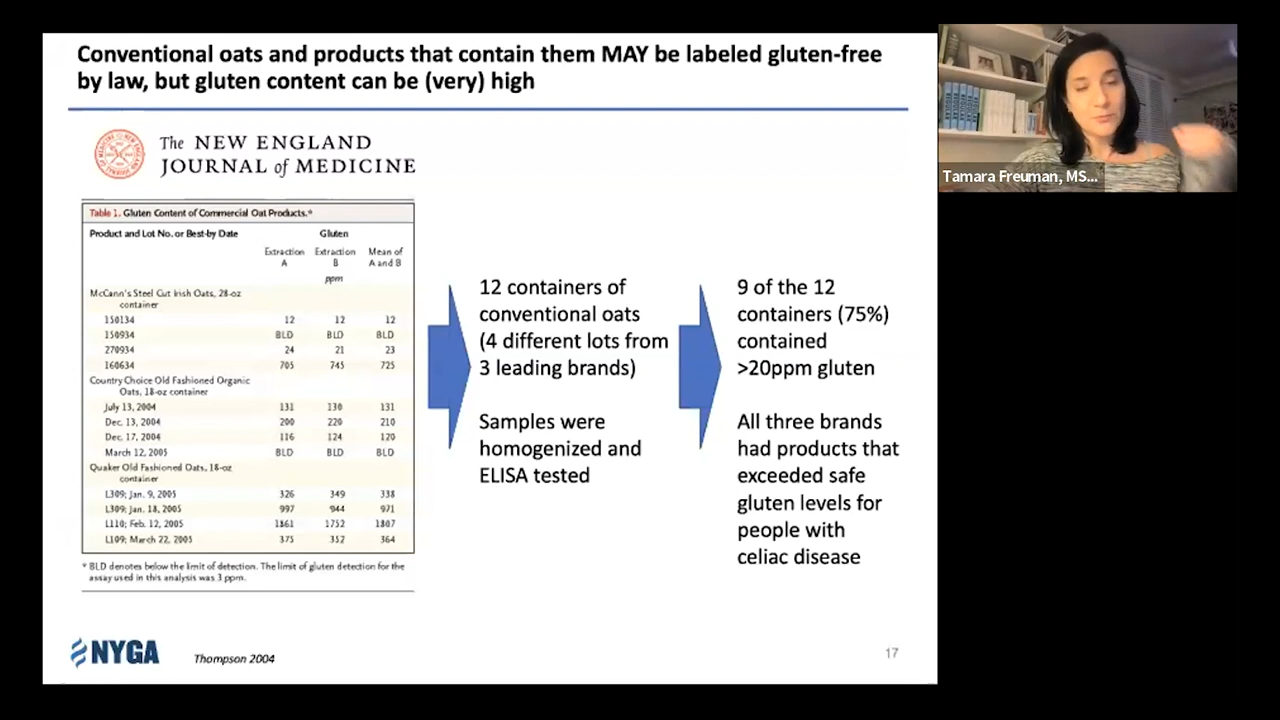 Conventional oats and products that contain them MAY be labeled gluten-free
by law, but gluten content can be (very) high
The NEW ENGLAND
JOURNAL of MEDICINE
Table 1. Gluten Content of Commercial Oat Products.*
Product and Lot No. or Best-by Date Gluten
Extraction A Extraction B Mean of A and B
ppm
McCann's Steel Cut Irish Oats, 28-oz
container
150134 12 12 12
150934 BLD BLD BLD
270934 24 21 23
160634 705 745 725
Country Choice Old Fashioned Organic
Oats, 18-oz container
July 13, 2004 131 130 131
Dec. 13, 2004 200 220 210
Dec. 17, 2004 116 124 120
March 12, 2005 BLD BLD BLD
Quaker Old Fashioned Oats, 18-oz
container
L309; Jan. 9, 2005 326 349 338
L309; Jan. 18, 2005 997 944 971
L110; Feb. 12, 2005 1861 1752 1807
L109; March 22, 2005 375 352 364
* BLD denotes below the limit of detection. The limit of gluten detection for the
assay used in this analysis was 3 ppm.
12 containers of
conventional oats
(4 different lots from
3 leading brands)
Samples were
homogenized and
ELISA tested
9 of the 12
containers (75%)
contained
>20ppm gluten
All three brands
had products that
exceeded safe
gluten levels for
people with
celiac disease
NYGA
Thompson 2004
17
Tamara Freuman, MS...